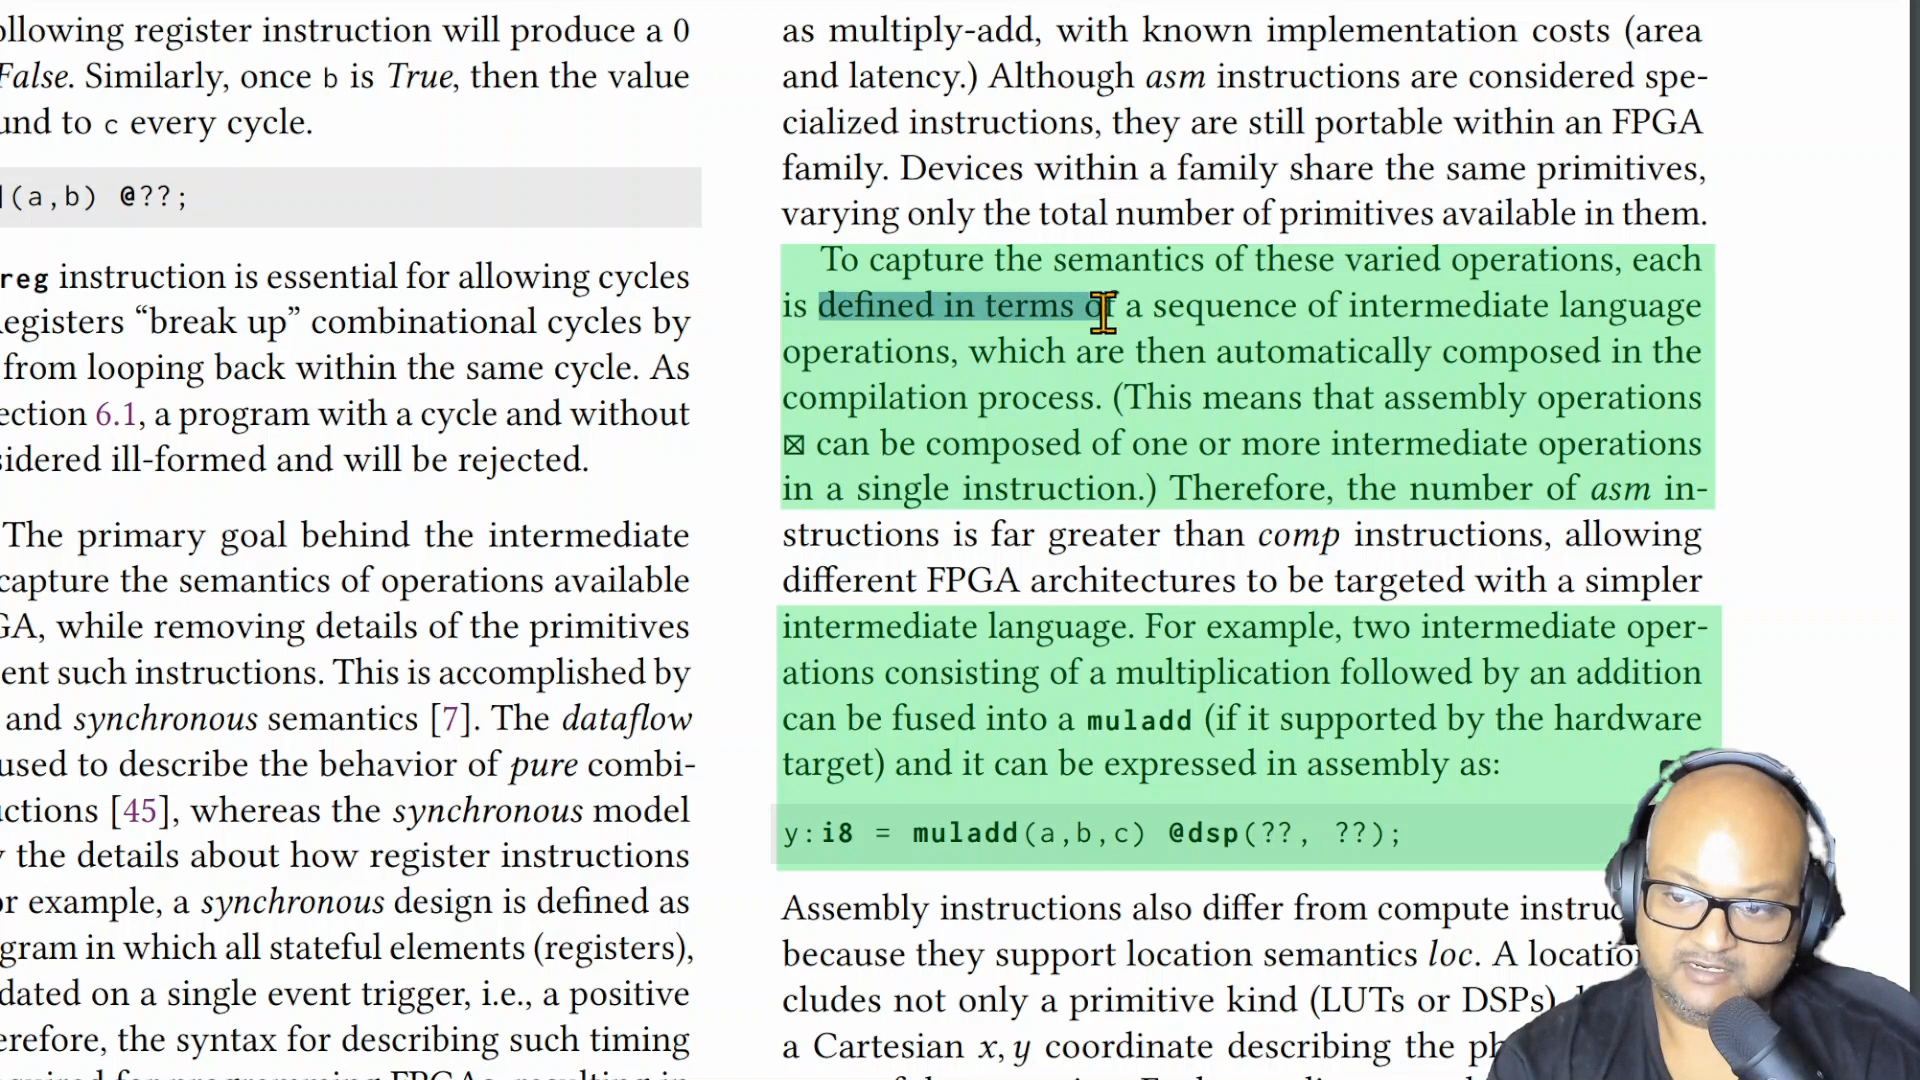 ollowing register instruction will produce a 0
False. Similarly, once b is True, then the value
und to c every cycle.
(a,b) @??;
reg instruction is essential for allowing cycles
egisters “break up” combinational cycles by
from looping back within the same cycle. As
ection 6.1, a program with a cycle and without
sidered ill-formed and will be rejected.
The primary goal behind the intermediate
capture the semantics of operations available
GA, while removing details of the primitives
ent such instructions. This is accomplished by
and synchronous semantics [7]. The dataflow
used to describe the behavior of pure combi-
uctions [45], whereas the synchronous model
the details about how register instructions
or example, a synchronous design is defined as
gram in which all stateful elements (registers),
dated on a single event trigger, i.e., a positive
erefore, the syntax for describing such timing
as multiply-add, with known implementation costs (area
and latency.) Although asm instructions are considered spe-
cialized instructions, they are still portable within an FPGA
family. Devices within a family share the same primitives,
varying only the total number of primitives available in them.
To capture the semantics of these varied operations, each
is defined in terms of a sequence of intermediate language
operations, which are then automatically composed in the
compilation process. (This means that assembly operations
⊠ can be composed of one or more intermediate operations
in a single instruction.) Therefore, the number of asm in-
structions is far greater than comp instructions, allowing
different FPGA architectures to be targeted with a simpler
intermediate language. For example, two intermediate oper-
ations consisting of a multiplication followed by an addition
can be fused into a muladd (if it supported by the hardware
target) and it can be expressed in assembly as:
y:i8 = muladd(a,b,c) @dsp(??, ??);
Assembly instructions also differ from compute instruc
because they support location semantics loc. A locatio
cludes not only a primitive kind (LUTs or DSPs)
a Cartesian x, y coordinate describing the ph